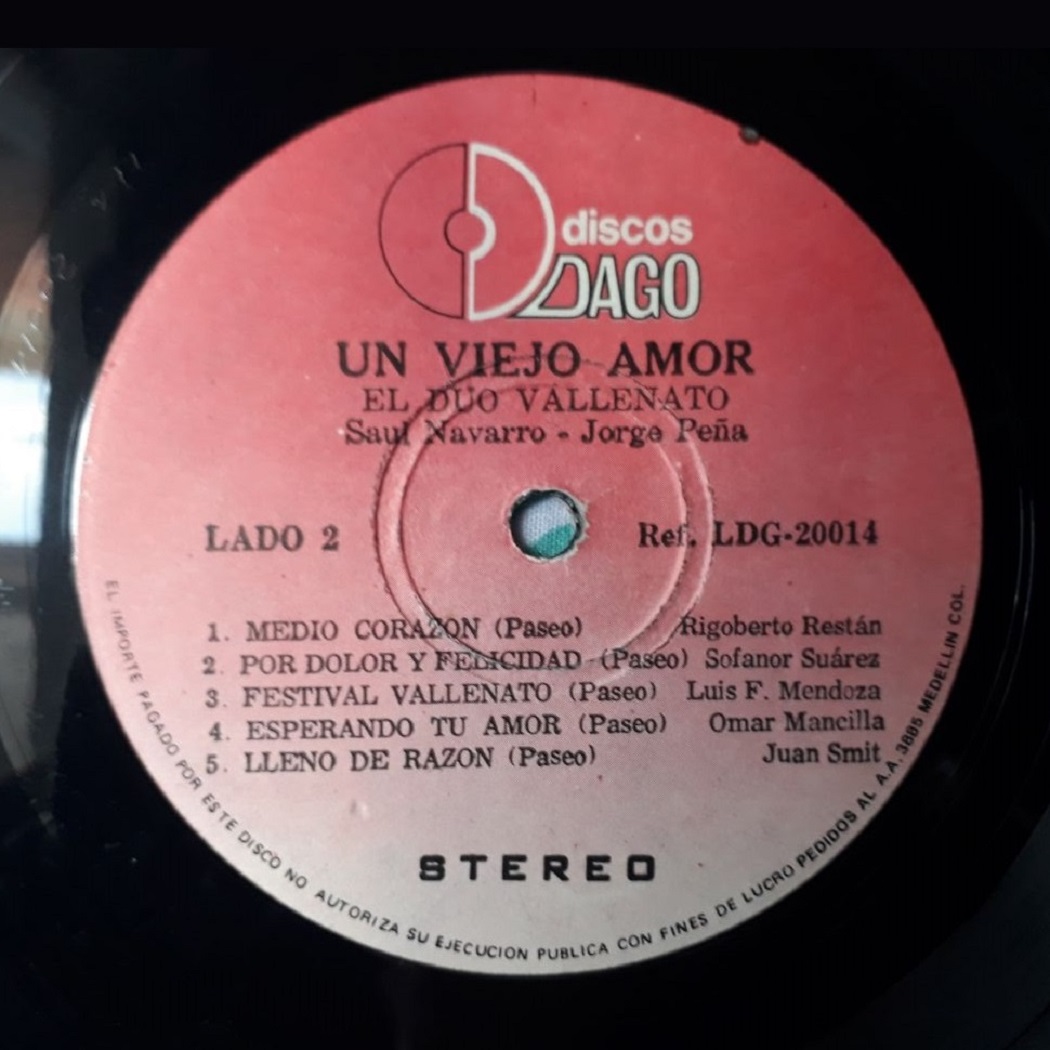 discos
DAGO
UN VIEJO AMOR
EL DUO VALLENATO
Saul Navarro - Jorge Peña
LADO 2 Ref. LDG-20014
1. MEDIO CORAZON (Paseo) Rigoberto Restán
2. POR DOLOR Y FELICIDAD (Paseo) Sofanor Suárez
3. FESTIVAL VALLENATO (Paseo) Luis F. Mendoza
4. ESPERANDO TU AMOR (Paseo) Omar Mancilla
5. LLENO DE RAZON (Paseo) Juan Smit
STEREO
EL IMPORTE PAGADO POR ESTE DISCO NO AUTORIZA SU EJECUCION PUBLICA CON FINES DE LUCRO PEDIDOS AL A.A. 3885 MEDELLIN COL.